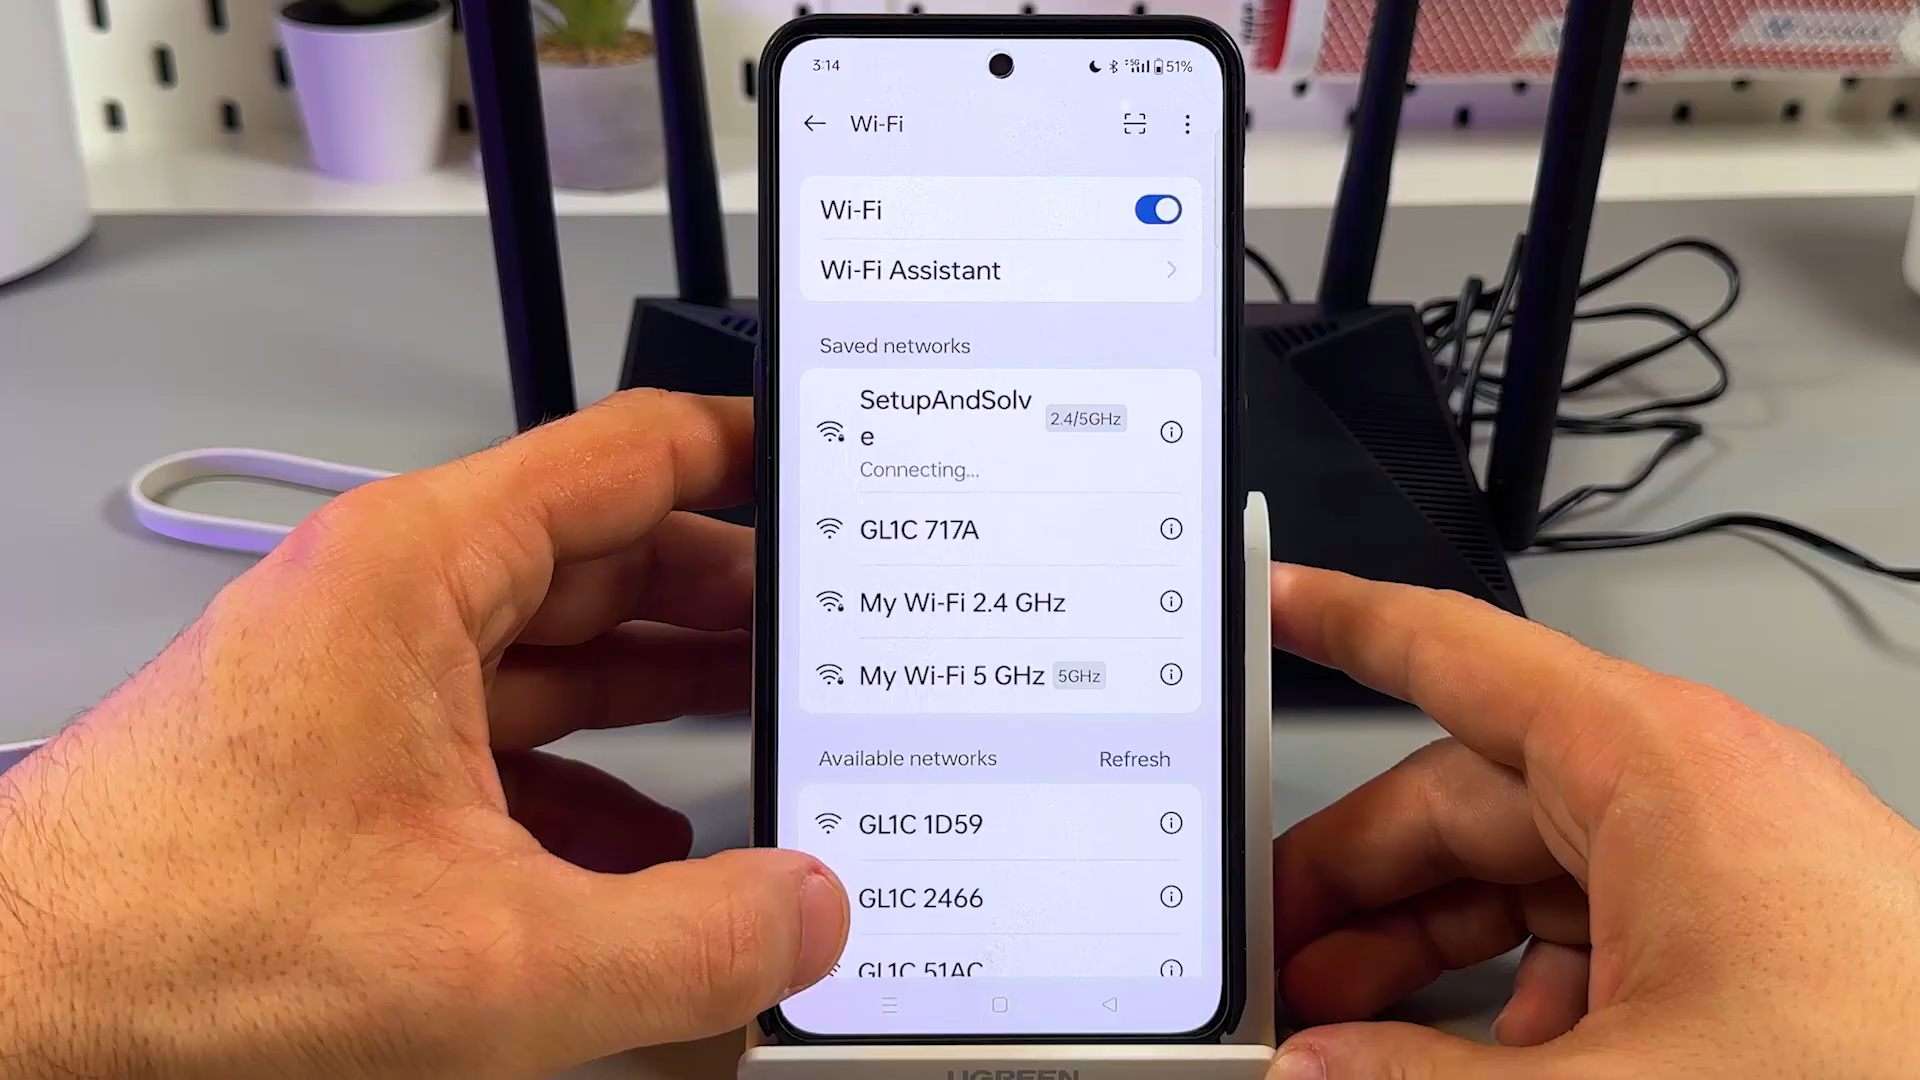 3:14
5G 51%
Wi-Fi
Wi-Fi
Wi-Fi Assistant
Saved networks
SetupAndSolv
e
2.4/5GHz
Connecting...
GL1C 717A
My Wi-Fi 2.4 GHz
My Wi-Fi 5 GHz 5GHz
Available networks Refresh
GL1C 1D59
GL1C 2466
GL1C 51AC
UGREEN